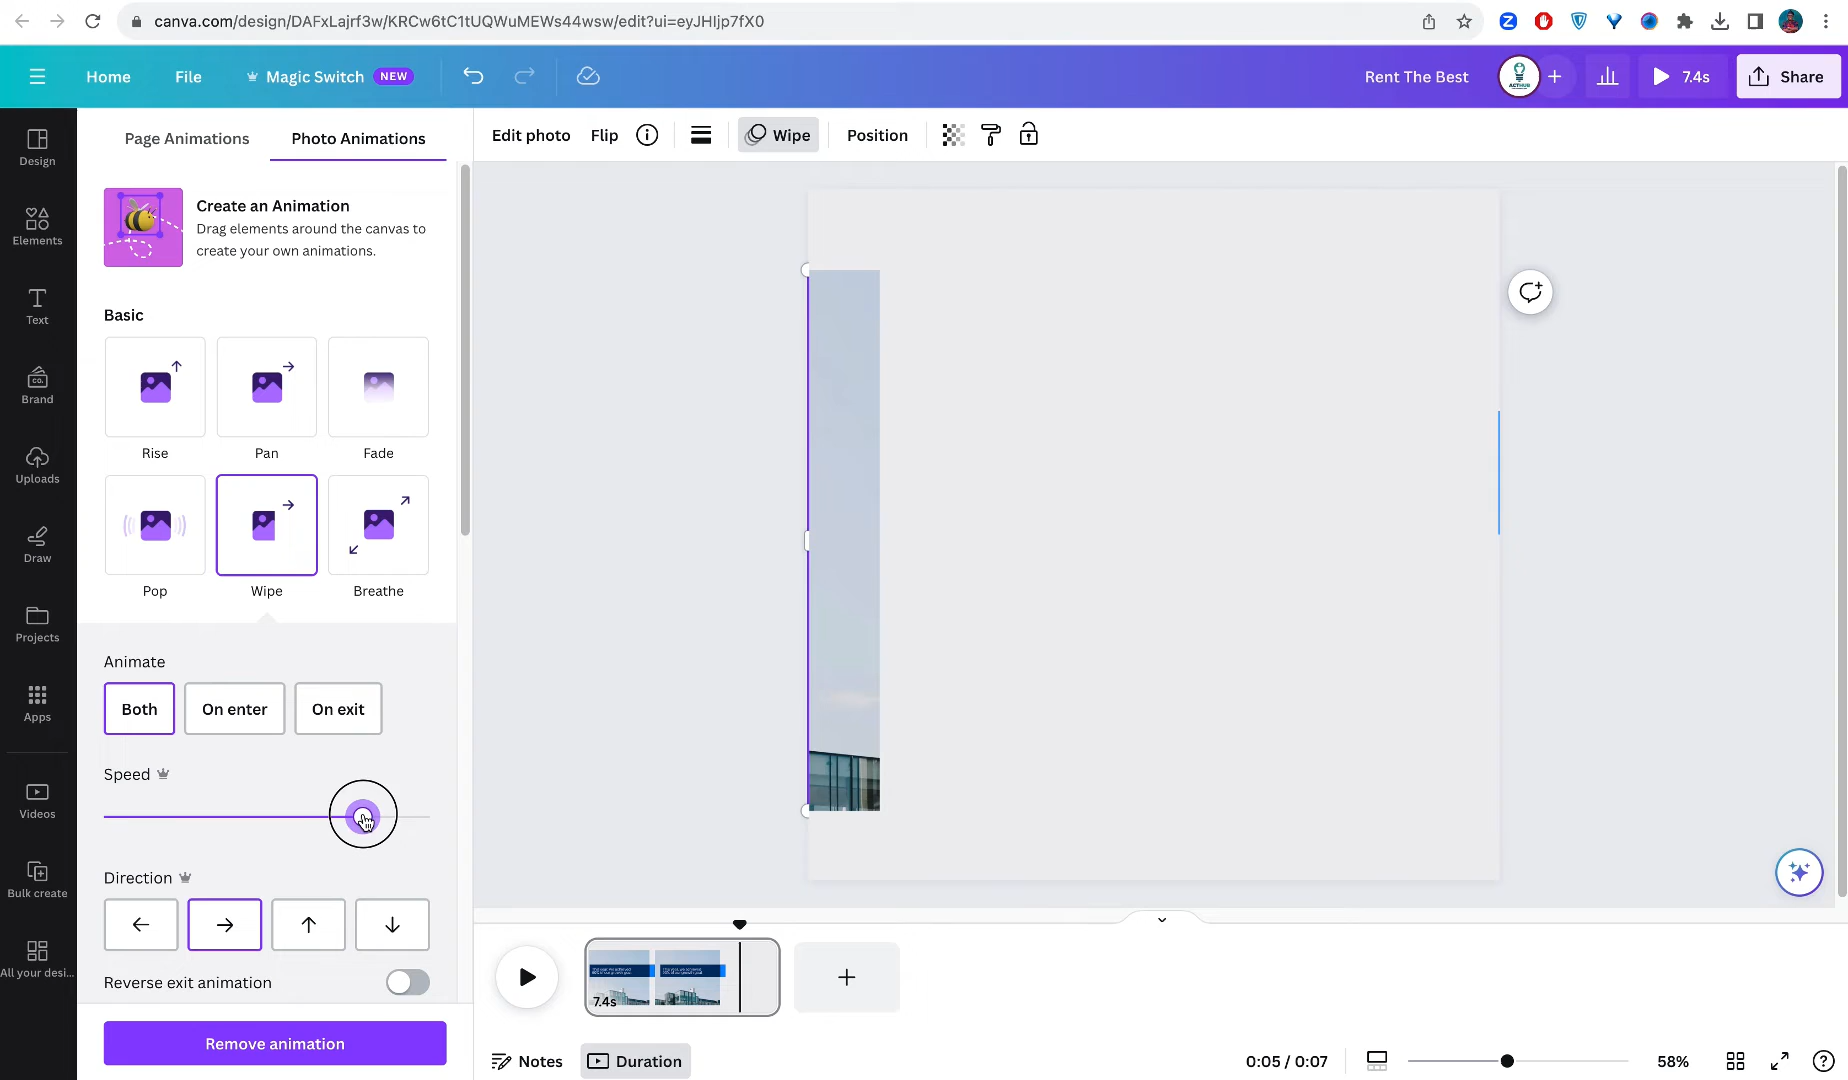 canva.com/design/DAFxLajrf3w/KRCw6tC1tUQWuMEWs44wsw/edit?ui=eyJHIjp7fX0
Home File Magic Switch NEW Rent The Best ACTHUB 7.4s Share
Page Animations Photo Animations
Edit photo Flip Wipe Position
Design
Elements
Text
Brand
Uploads
Draw
Projects
Apps
Videos
Bulk create
All your desi...
Create an Animation
Drag elements around the canvas to
create your own animations.
Basic
Rise Pan Fade
Pop Wipe Breathe
Animate
Both On enter On exit
Speed
Direction
Reverse exit animation
Remove animation
7.4s
Notes Duration 0:05 / 0:07 58%